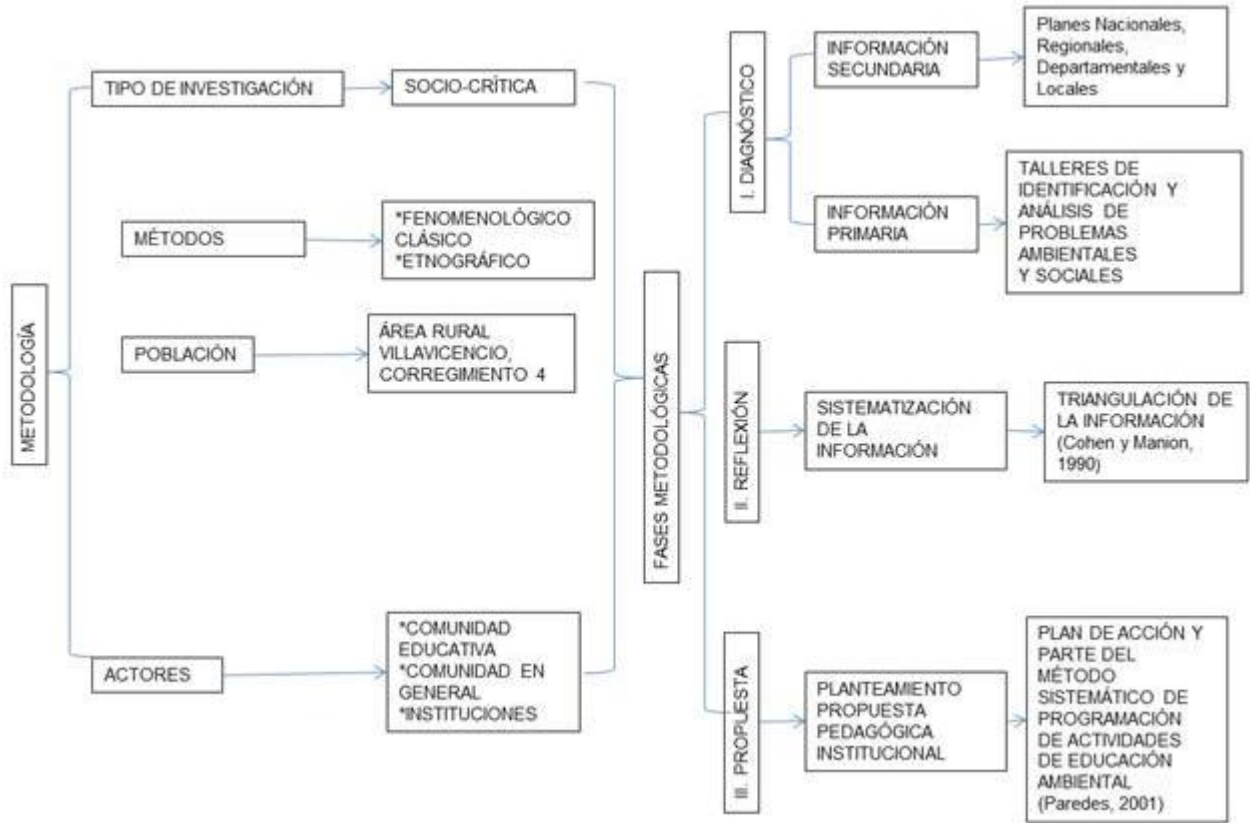 METODOLOGÍA
TIPO DE INVESTIGACIÓN
SOCIO-CRÍTICA
MÉTODOS
*FENOMENOLÓGICO
CLÁSICO
*ETNOGRÁFICO
POBLACIÓN
ÁREA RURAL
VILLAVICENCIO,
CORREGIMIENTO 4
ACTORES
*COMUNIDAD
EDUCATIVA
*COMUNIDAD EN
GENERAL
*INSTITUCIONES
FASES METODOLÓGICAS
I. DIAGNÓSTICO
INFORMACIÓN
SECUNDARIA
Planes Nacionales,
Regionales,
Departamentales y
Locales
INFORMACIÓN
PRIMARIA
TALLERES DE
IDENTIFICACIÓN Y
ANÁLISIS DE
PROBLEMAS
AMBIENTALES
Y SOCIALES
II. REFLEXIÓN
SISTEMATIZACIÓN
DE LA
INFORMACIÓN
TRIANGULACIÓN DE
LA INFORMACIÓN
(Cohen y Manion,
1990)
III. PROPUESTA
PLANTEAMIENTO
PROPUESTA
PEDAGÓGICA
INSTITUCIONAL
PLAN DE ACCIÓN Y
PARTE DEL
MÉTODO
SISTEMÁTICO DE
PROGRAMACIÓN
DE ACTIVIDADES
DE EDUCACIÓN
AMBIENTAL
(Paredes, 2001)